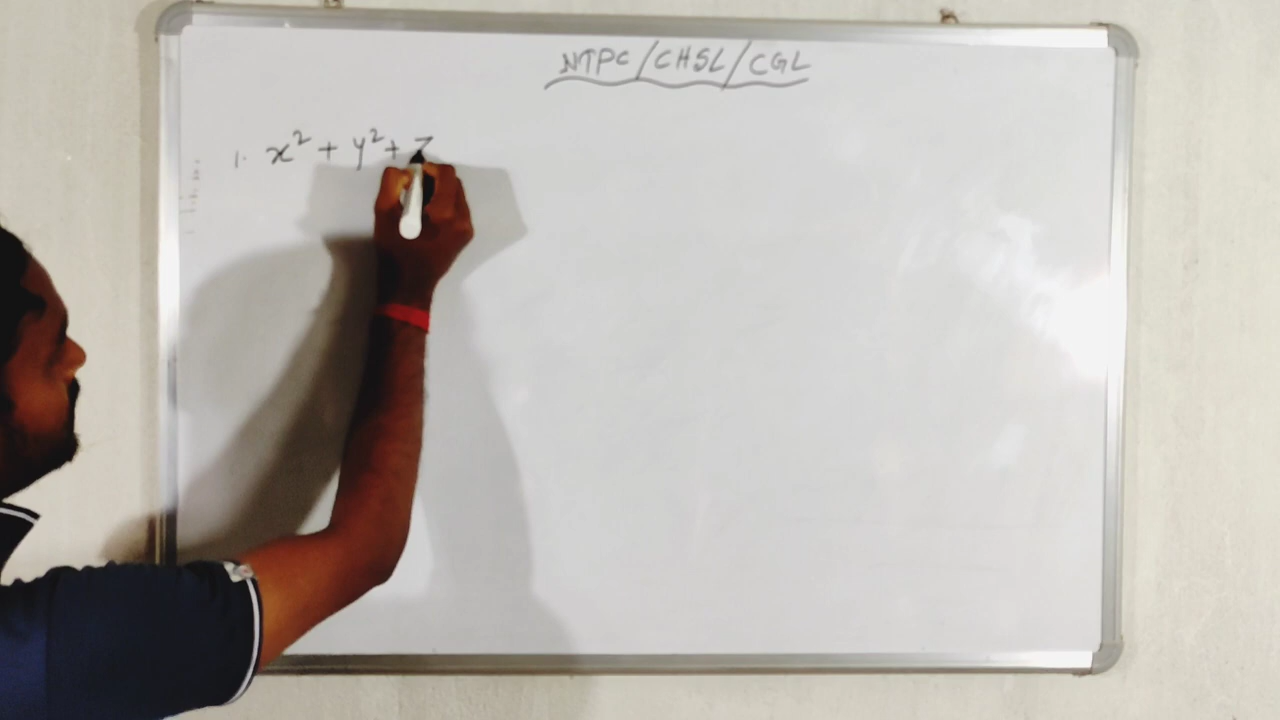 NTPC/CHSL/CGL
1. x² + y² + z